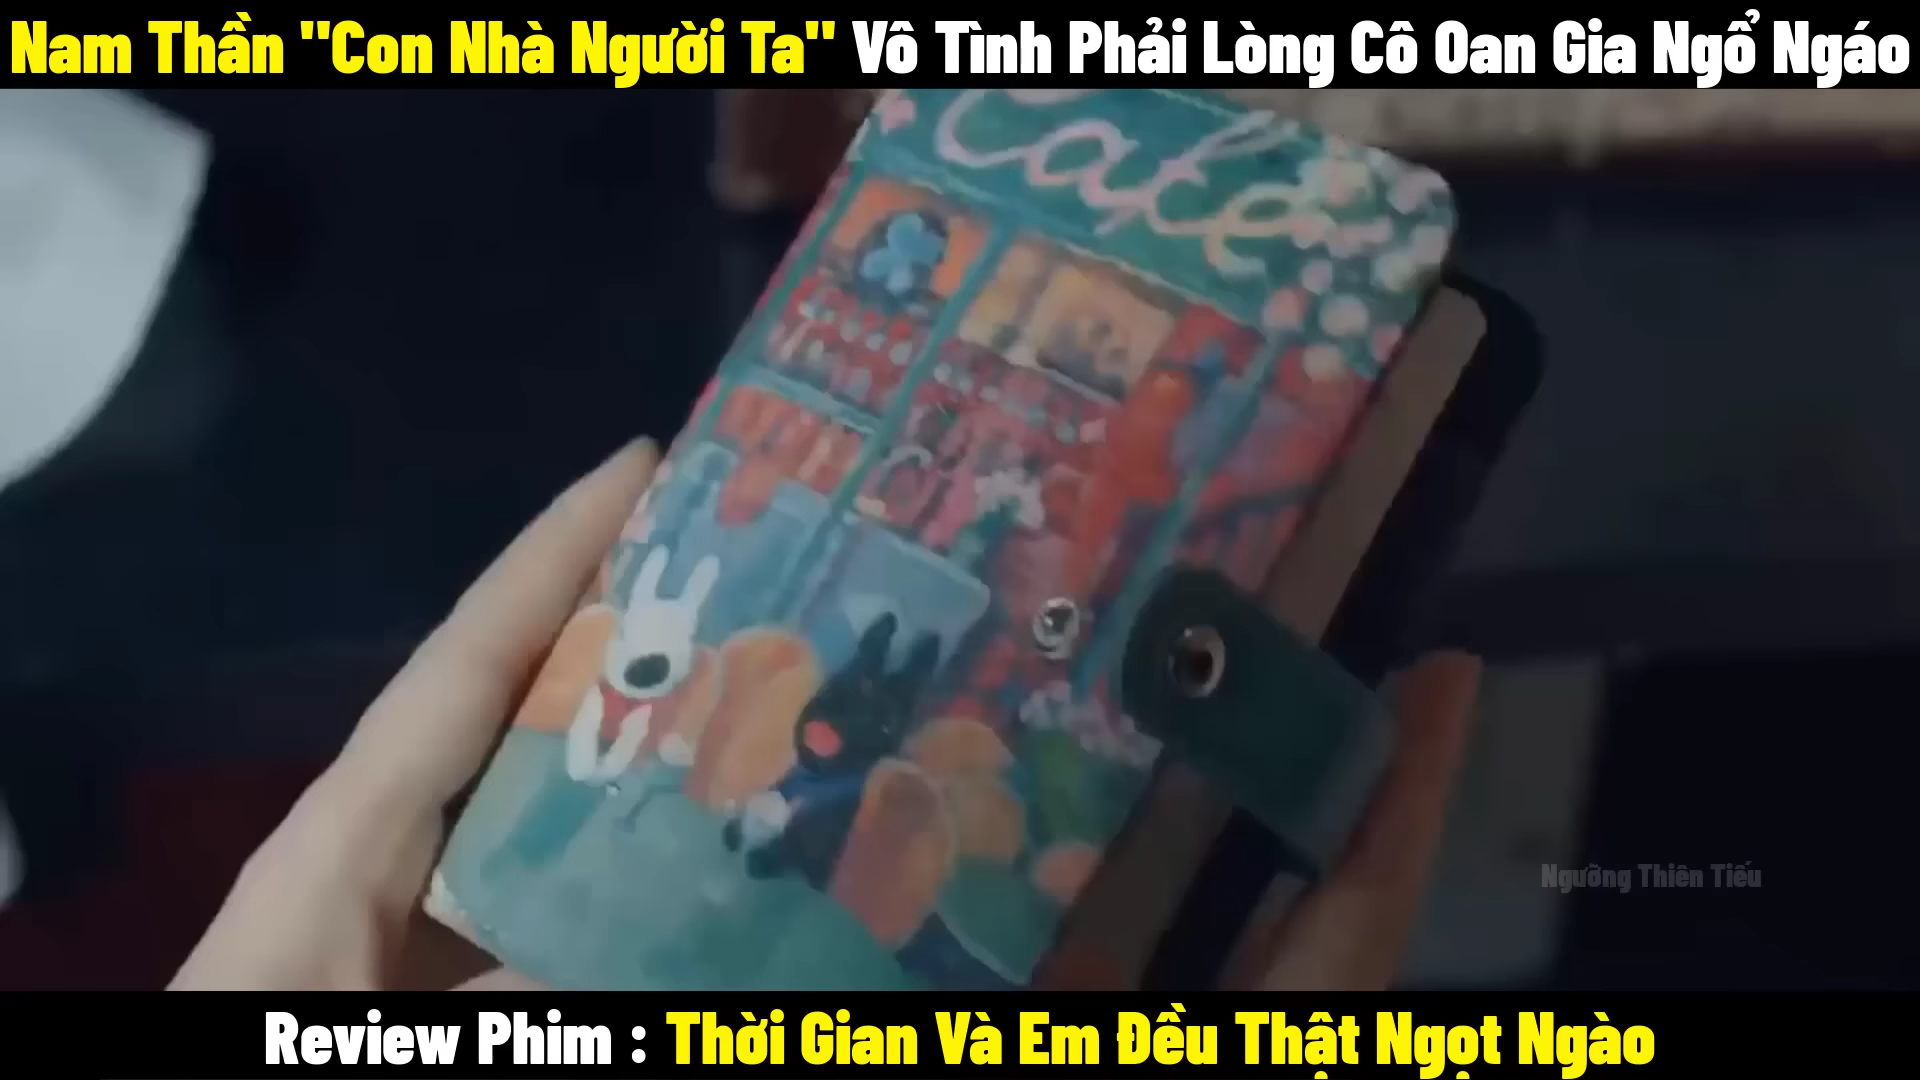 Nam Thần "Con Nhà Người Ta" Vô Tình Phải Lòng Cô Oan Gia Ngổ Ngáo
Cafe
Ngưỡng Thiên Tiếu
Review Phim : Thời Gian Và Em Đều Thật Ngọt Ngào